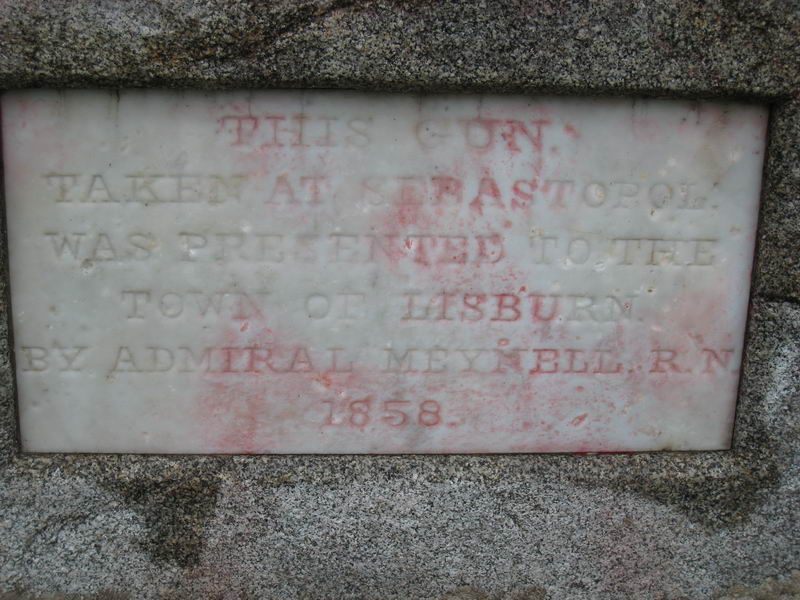 THIS GUN.
TAKEN AT SEBASTOPOL.
WAS PRESENTED TO THE
TOWN OF LISBURN
BY ADMIRAL MEYNELL. R.N.
1858.